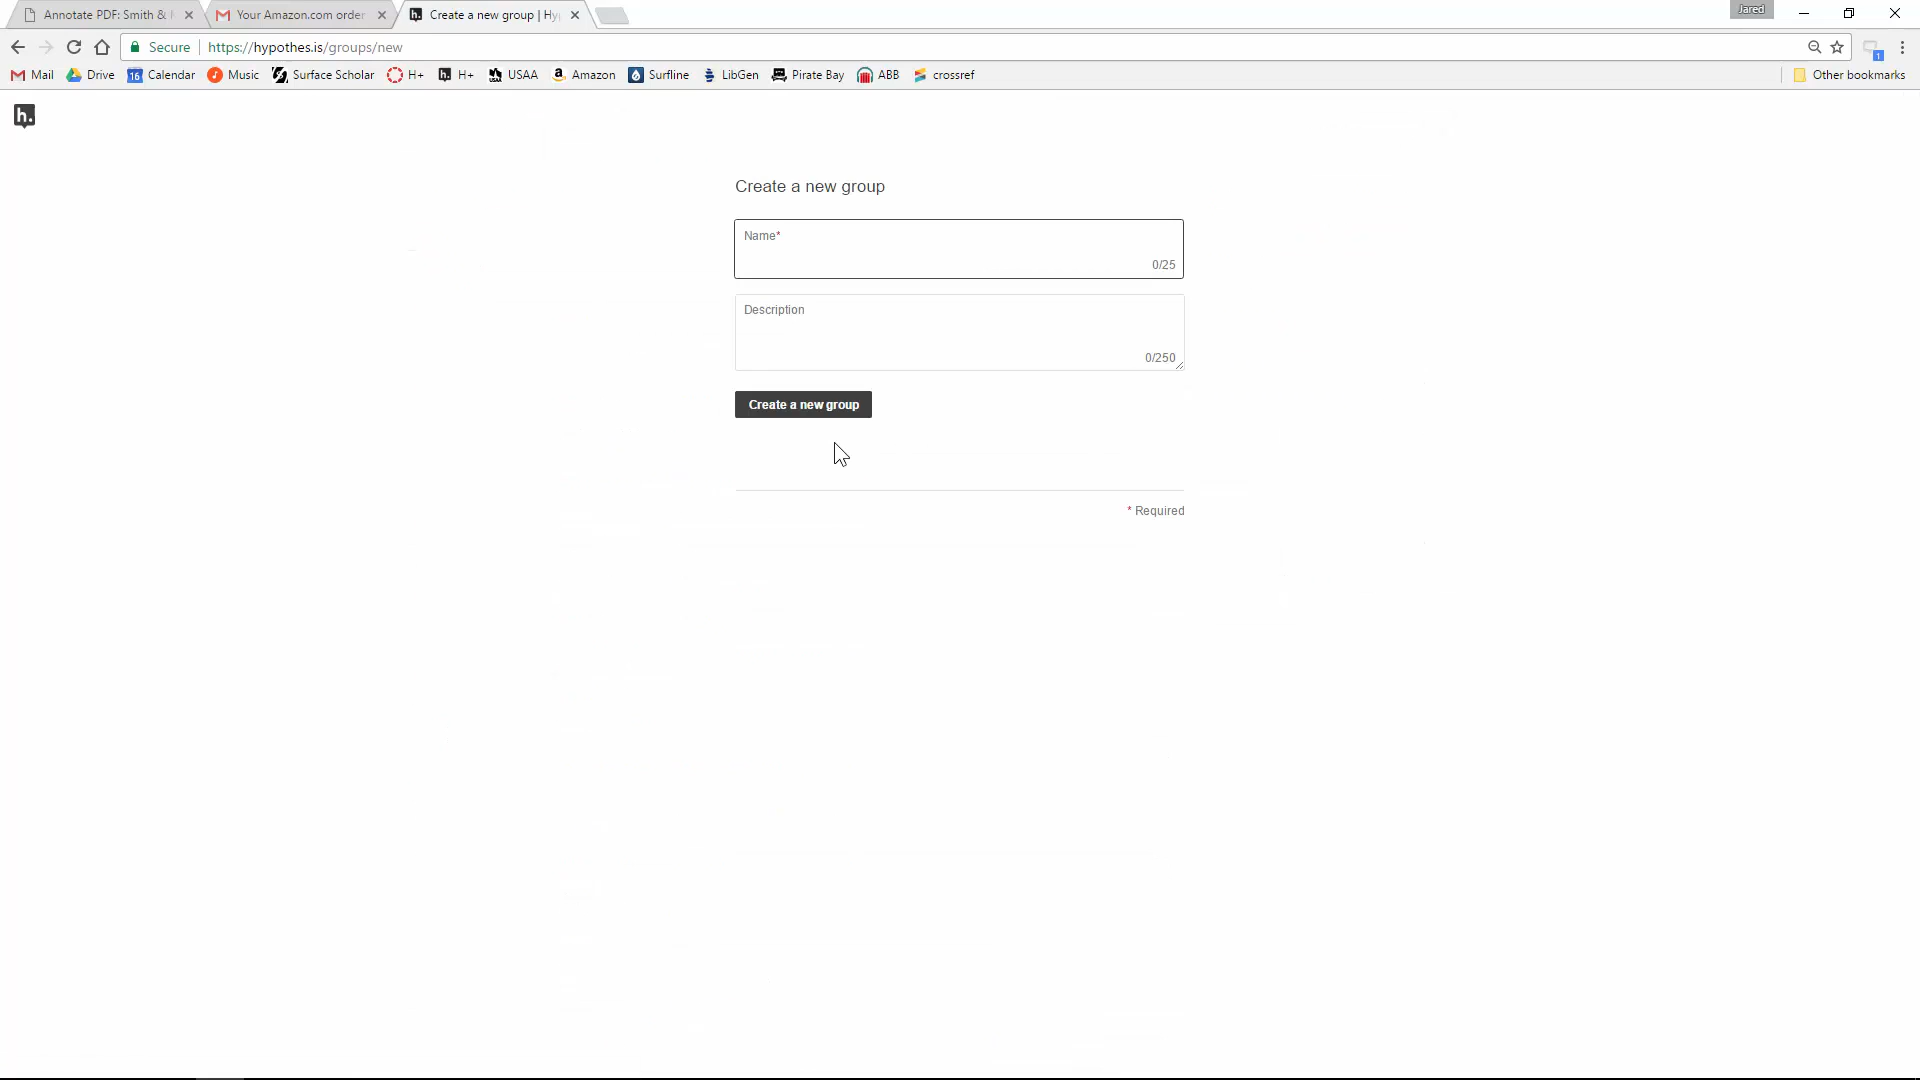 Annotate PDF: Smith &
Your Amazon.com order
Create a new group | Hy
Jared
Secure
https://hypothes.is/groups/new
1
Mail
Drive
16
Calendar
Music
Surface Scholar
H+
h.
H+
USAA
a
Amazon
Surfline
LibGen
Pirate Bay
ABB
crossref
Other bookmarks
h.
Create a new group
Name*
0/25
Description
0/250
Create a new group
* Required